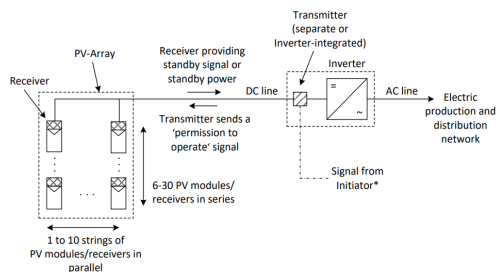 Transmitter
(separate or
Inverter-integrated)
PV-Array
Receiver providing
standby signal or
standby power
Inverter
Receiver
DC line
=
~
AC line
Electric
production and
distribution
network
Transmitter sends a
‘permission to
operate‘ signal
Signal from
Initiator*
6-30 PV modules/
receivers in series
. . .
. . .
. . .
1 to 10 strings of
PV modules/receivers in
parallel